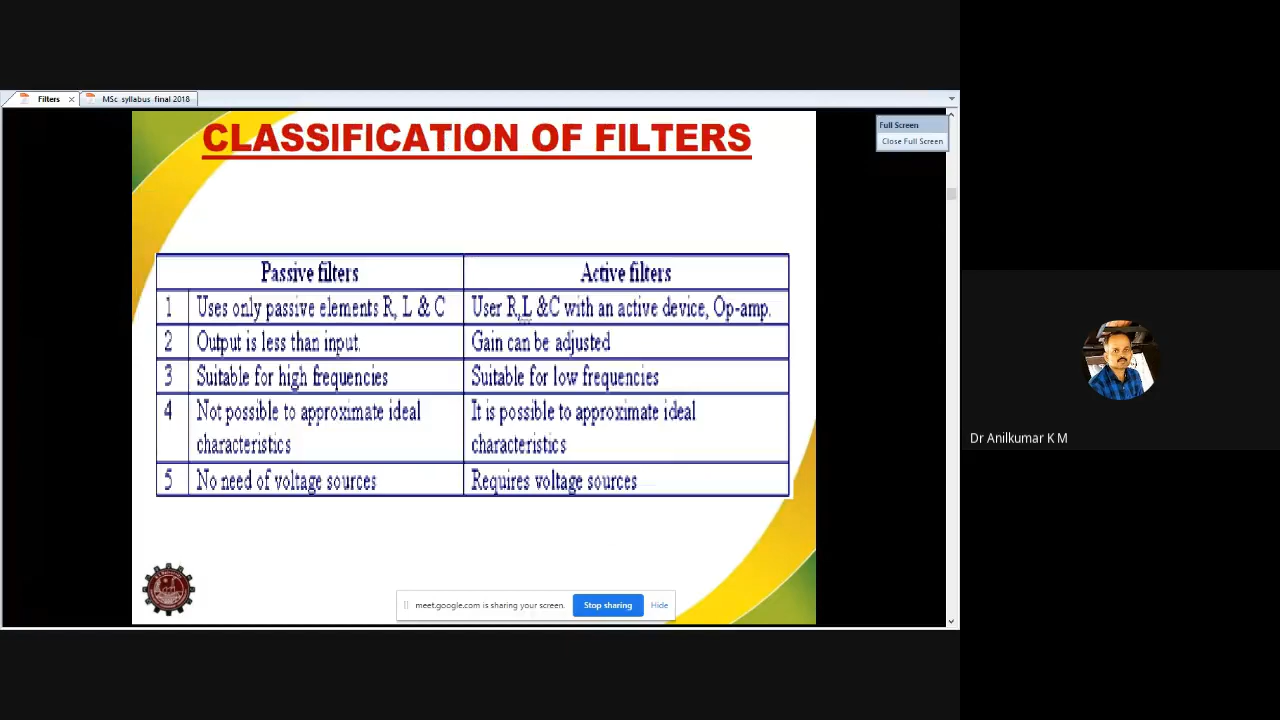 Filters
MSc syllabus final 2018
CLASSIFICATION OF FILTERS
Full Screen
Close Full Screen
Passive filters Active filters
1 Uses only passive elements R, L & C User R,L &C with an active device, Op-amp.
2 Output is less than input. Gain can be adjusted
3 Suitable for high frequencies Suitable for low frequencies
4 Not possible to approximate ideal It is possible to approximate ideal
characteristics characteristics
5 No need of voltage sources Requires voltage sources
Dr Anilkumar K M
meet.google.com is sharing your screen. Stop sharing Hide